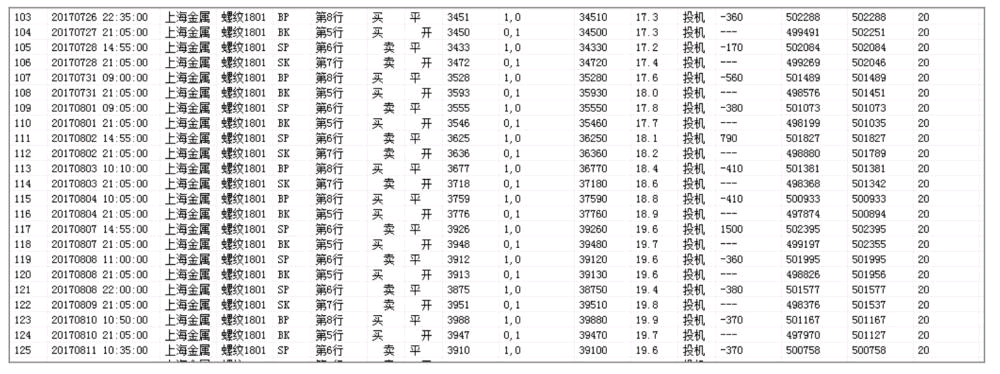 103 20170726 22:35:00 上海金属 螺纹1801 BP 第8行 买 平 3451 1,0 34510 17.3 投机 -360 502288 502288 20
104 20170727 21:05:00 上海金属 螺纹1801 BK 第5行 买 开 3450 0,1 34500 17.3 投机 --- 499491 502251 20
105 20170728 14:55:00 上海金属 螺纹1801 SP 第6行 卖 平 3433 1,0 34330 17.2 投机 -170 502084 502084 20
106 20170728 21:05:00 上海金属 螺纹1801 SK 第7行 卖 开 3472 0,1 34720 17.4 投机 --- 499269 502046 20
107 20170731 09:00:00 上海金属 螺纹1801 BP 第8行 买 平 3528 1,0 35280 17.6 投机 -560 501489 501489 20
108 20170731 21:05:00 上海金属 螺纹1801 BK 第5行 买 开 3593 0,1 35930 18.0 投机 --- 498576 501451 20
109 20170801 09:05:00 上海金属 螺纹1801 SP 第6行 卖 平 3555 1,0 35550 17.8 投机 -380 501073 501073 20
110 20170801 21:05:00 上海金属 螺纹1801 BK 第5行 买 开 3546 0,1 35460 17.7 投机 --- 498199 501035 20
111 20170802 14:55:00 上海金属 螺纹1801 SP 第6行 卖 平 3625 1,0 36250 18.1 投机 790 501827 501827 20
112 20170802 21:05:00 上海金属 螺纹1801 SK 第7行 卖 开 3636 0,1 36360 18.2 投机 --- 498880 501789 20
113 20170803 10:10:00 上海金属 螺纹1801 BP 第8行 买 平 3677 1,0 36770 18.4 投机 -410 501381 501381 20
114 20170803 21:05:00 上海金属 螺纹1801 SK 第7行 卖 开 3718 0,1 37180 18.6 投机 --- 498368 501342 20
115 20170804 10:05:00 上海金属 螺纹1801 BP 第8行 买 平 3759 1,0 37590 18.8 投机 -410 500933 500933 20
116 20170804 21:05:00 上海金属 螺纹1801 BK 第5行 买 开 3776 0,1 37760 18.9 投机 --- 497874 500894 20
117 20170807 14:55:00 上海金属 螺纹1801 SP 第6行 卖 平 3926 1,0 39260 19.6 投机 1500 502395 502395 20
118 20170807 21:05:00 上海金属 螺纹1801 BK 第5行 买 开 3948 0,1 39480 19.7 投机 --- 499197 502355 20
119 20170808 11:00:00 上海金属 螺纹1801 SP 第6行 卖 平 3912 1,0 39120 19.6 投机 -360 501995 501995 20
120 20170808 21:05:00 上海金属 螺纹1801 BK 第5行 买 开 3913 0,1 39130 19.6 投机 --- 498826 501956 20
121 20170808 22:00:00 上海金属 螺纹1801 SP 第6行 卖 平 3875 1,0 38750 19.4 投机 -380 501577 501577 20
122 20170809 21:05:00 上海金属 螺纹1801 SK 第7行 卖 开 3951 0,1 39510 19.8 投机 --- 498376 501537 20
123 20170810 10:50:00 上海金属 螺纹1801 BP 第8行 买 平 3988 1,0 39880 19.9 投机 -370 501167 501167 20
124 20170810 21:05:00 上海金属 螺纹1801 BK 第5行 买 开 3947 0,1 39470 19.7 投机 --- 497970 501127 20
125 20170811 10:35:00 上海金属 螺纹1801 SP 第6行 卖 平 3910 1,0 39100 19.6 投机 -370 500758 500758 20